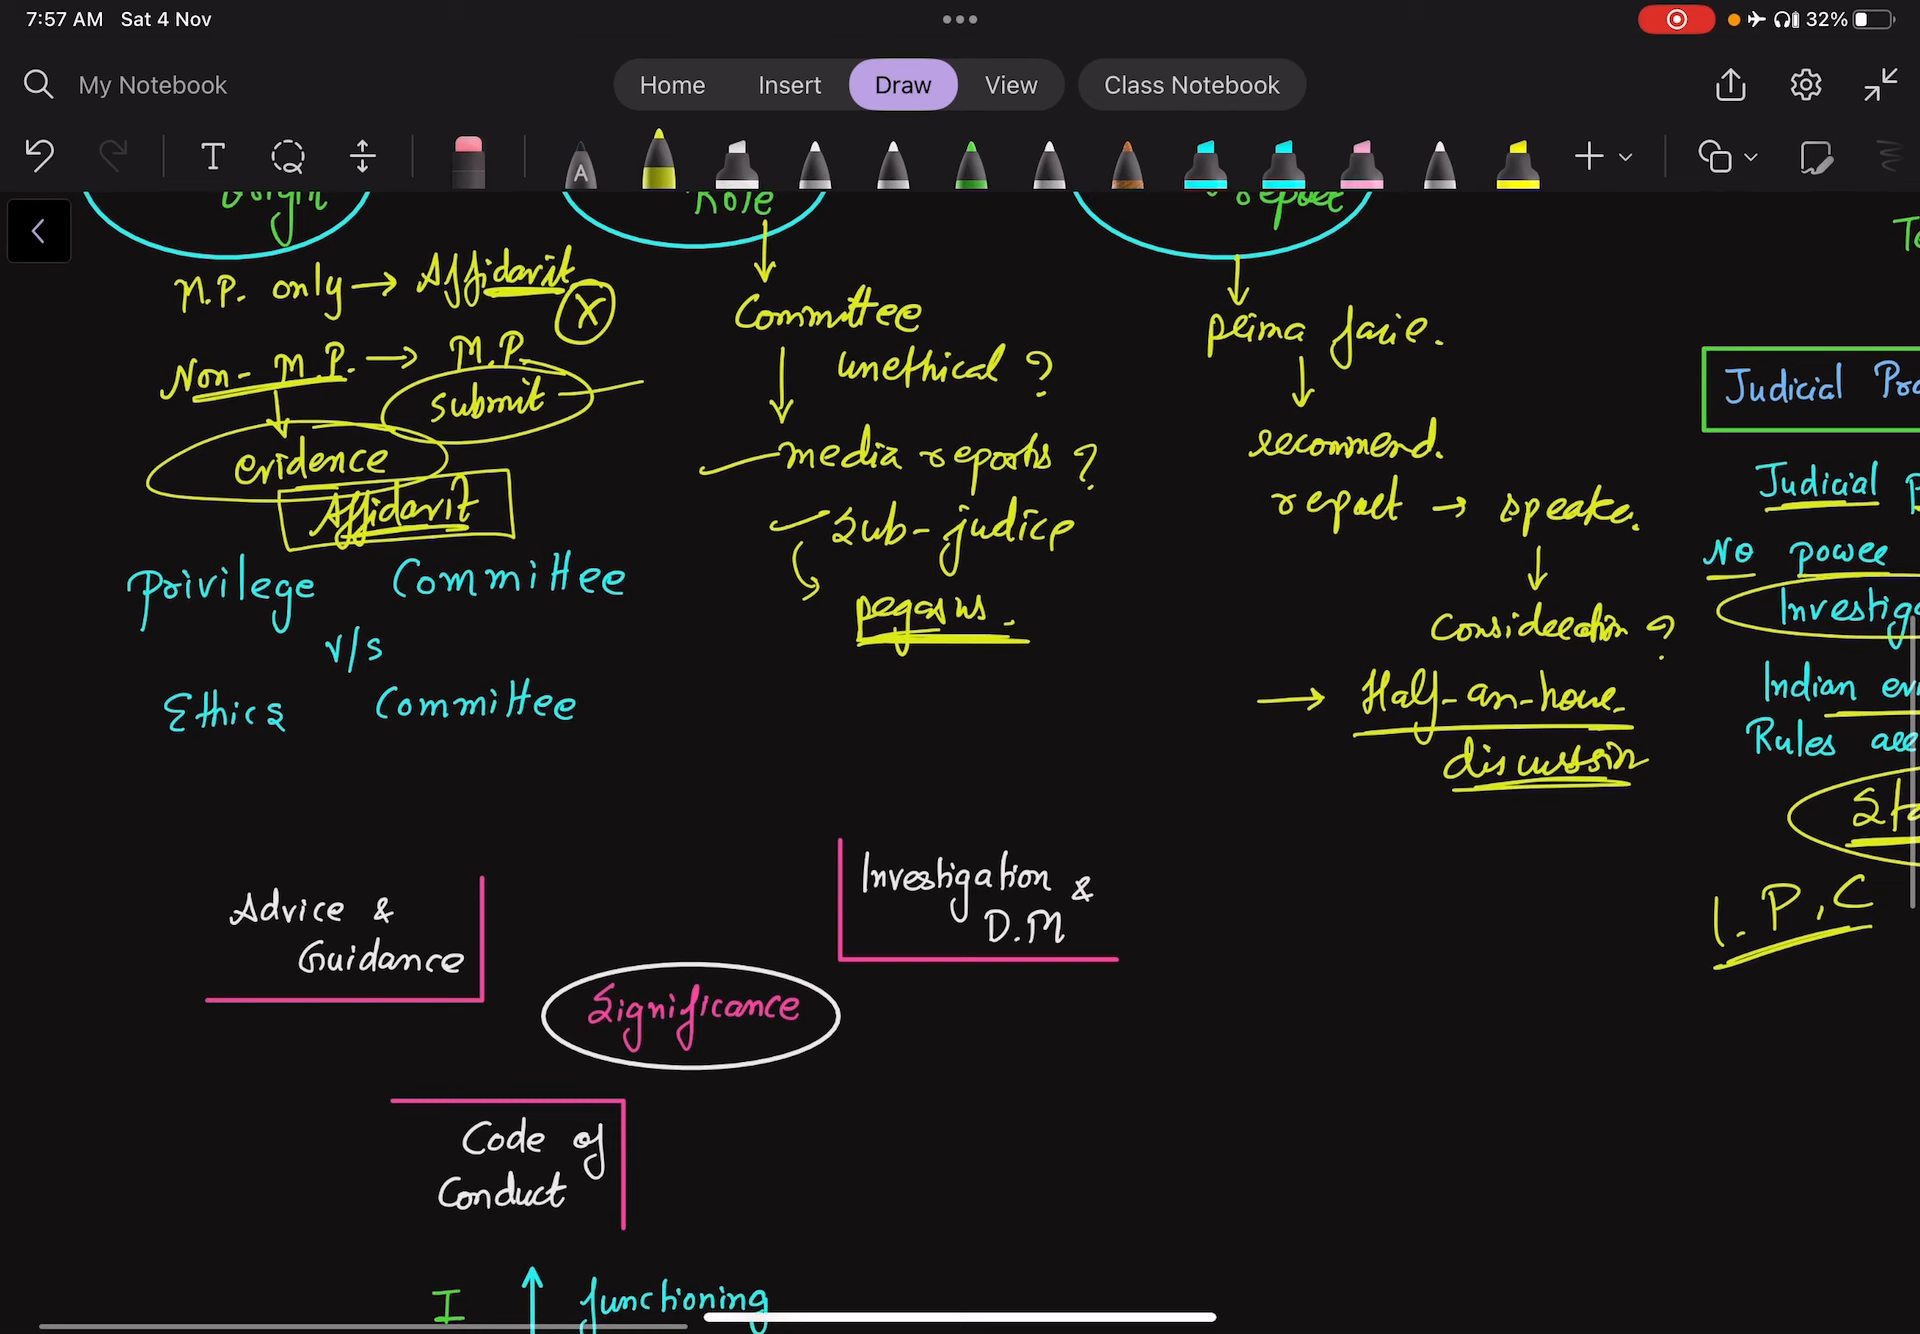 7:57 AM Sat 4 Nov
32%
My Notebook
Home Insert Draw View Class Notebook
T
A
Role
M.P. only → Affidavit
X
Non-M.P. → M.P.
submit
evidence
Affidavit
Privilege Committee
v/s
Ethics Committee
Committee
unethical ?
media reports ?
sub-judice
pegasus.
prima facie.
recommend.
report → speaker.
Consideration ?
→ Half-an-hour
discussion
Judicial
Judicial
No power
Indian
Rules are
I.P.C
Advice &
Guidance
Investigation &
D.M
Significance
Code of
Conduct
I ↑ functioning